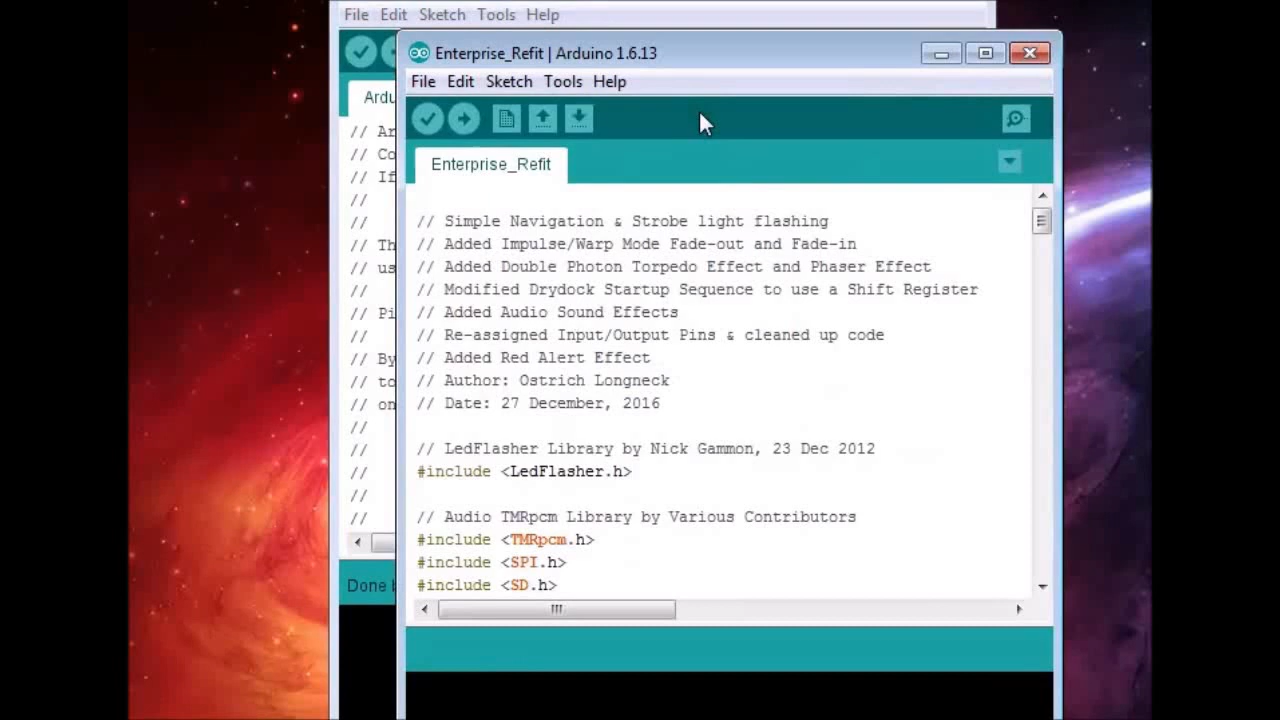 File Edit Sketch Tools Help
Enterprise_Refit | Arduino 1.6.13
File Edit Sketch Tools Help
Enterprise_Refit
// Simple Navigation & Strobe light flashing
// Added Impulse/Warp Mode Fade-out and Fade-in
// Added Double Photon Torpedo Effect and Phaser Effect
// Modified Drydock Startup Sequence to use a Shift Register
// Added Audio Sound Effects
// Re-assigned Input/Output Pins & cleaned up code
// Added Red Alert Effect
// Author: Ostrich Longneck
// Date: 27 December, 2016
// LedFlasher Library by Nick Gammon, 23 Dec 2012
#include <LedFlasher.h>
// Audio TMRpcm Library by Various Contributors
#include <TMRpcm.h>
#include <SPI.h>
#include <SD.h>
Ardu
// Ar
// Co
// If
//
//
// Th
// us
//
// Pi
//
// By
// to
// on
//
//
//
//
//
Done